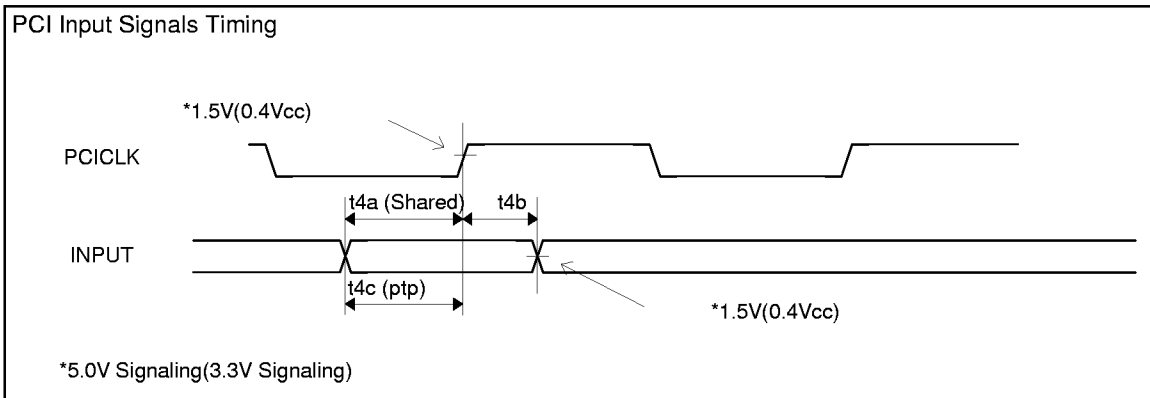 PCI Input Signals Timing
*1.5V(0.4Vcc)
PCICLK
t4a (Shared)
t4b
INPUT
t4c (ptp)
*1.5V(0.4Vcc)
*5.0V Signaling(3.3V Signaling)